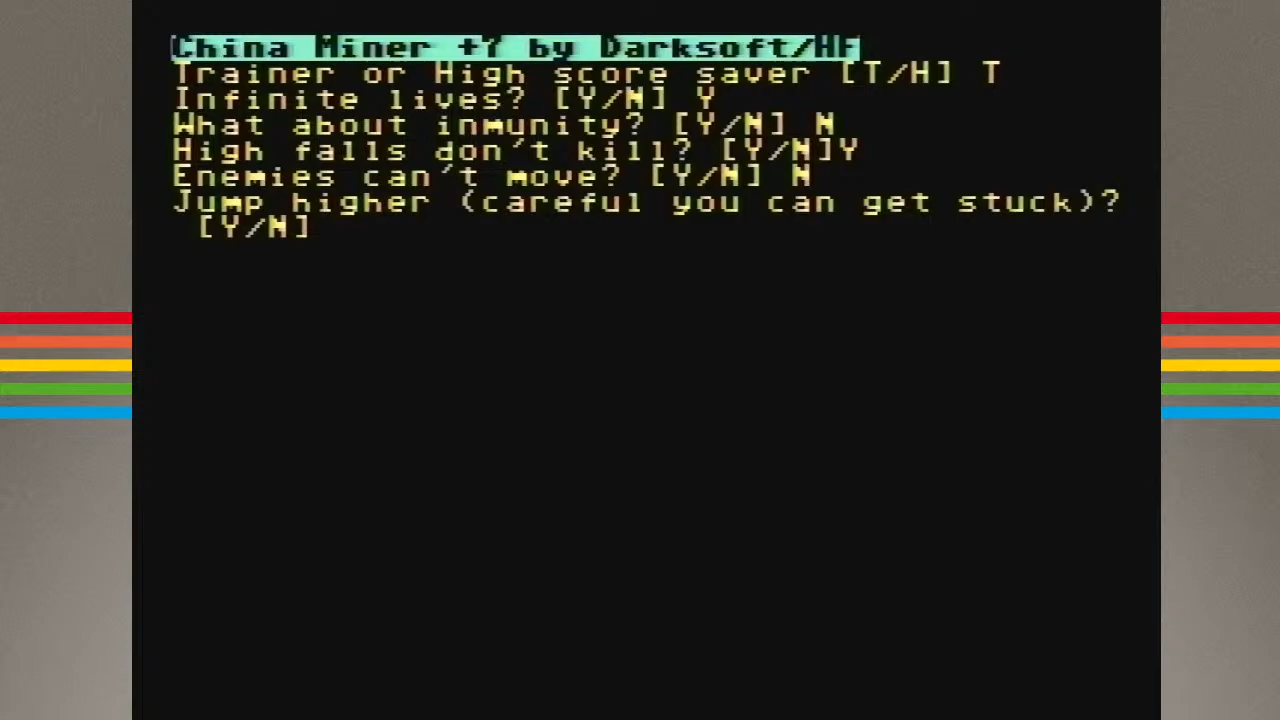 China Miner +7 by Darksoft/HF
Trainer or High score saver [T/H] T
Infinite lives? [Y/N] Y
What about inmunity? [Y/N] N
High falls don't kill? [Y/N]Y
Enemies can't move? [Y/N] N
Jump higher (careful you can get stuck)?
[Y/N]